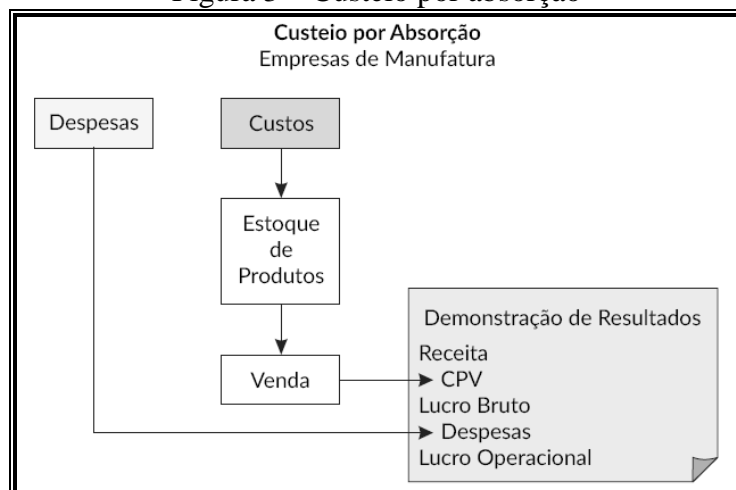 Figura 3 – Custeio por absorção
Custeio por Absorção
Empresas de Manufatura
Despesas
Custos
Estoque
de
Produtos
Venda
Demonstração de Resultados
Receita
CPV
Lucro Bruto
Despesas
Lucro Operacional